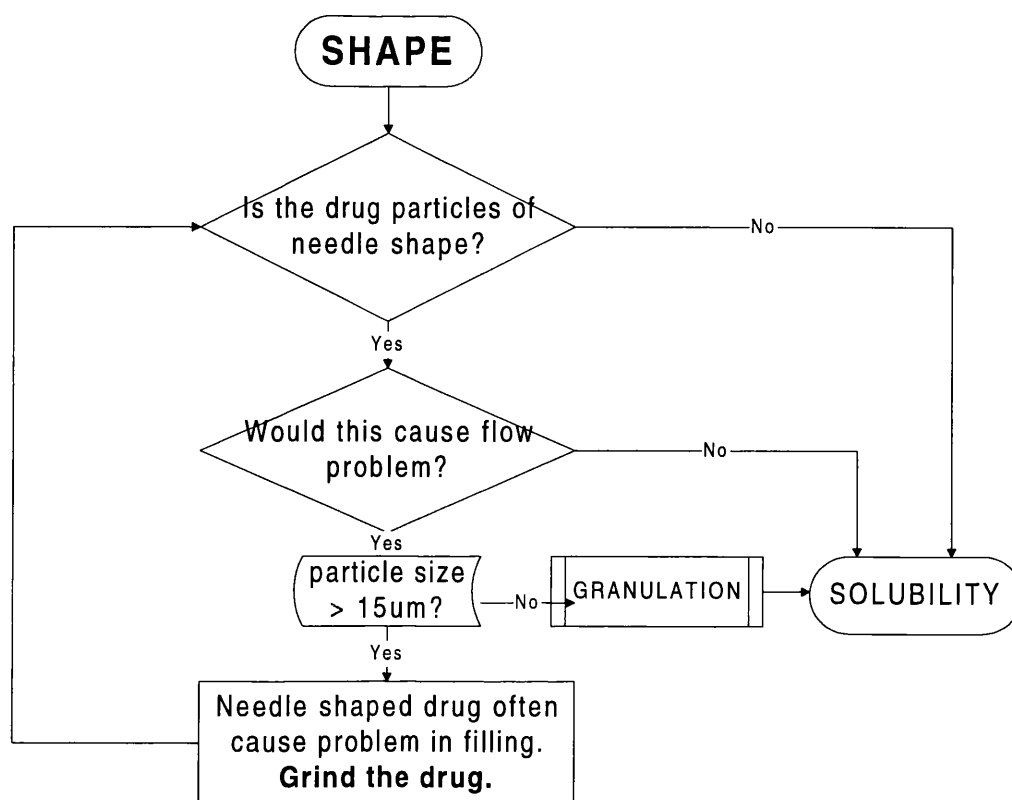 SHAPE
Is the drug particles of
needle shape?
No
Yes
Would this cause flow
problem?
No
Yes
particle size
> 15um?
No
GRANULATION
SOLUBILITY
Yes
Needle shaped drug often
cause problem in filling.
Grind the drug.